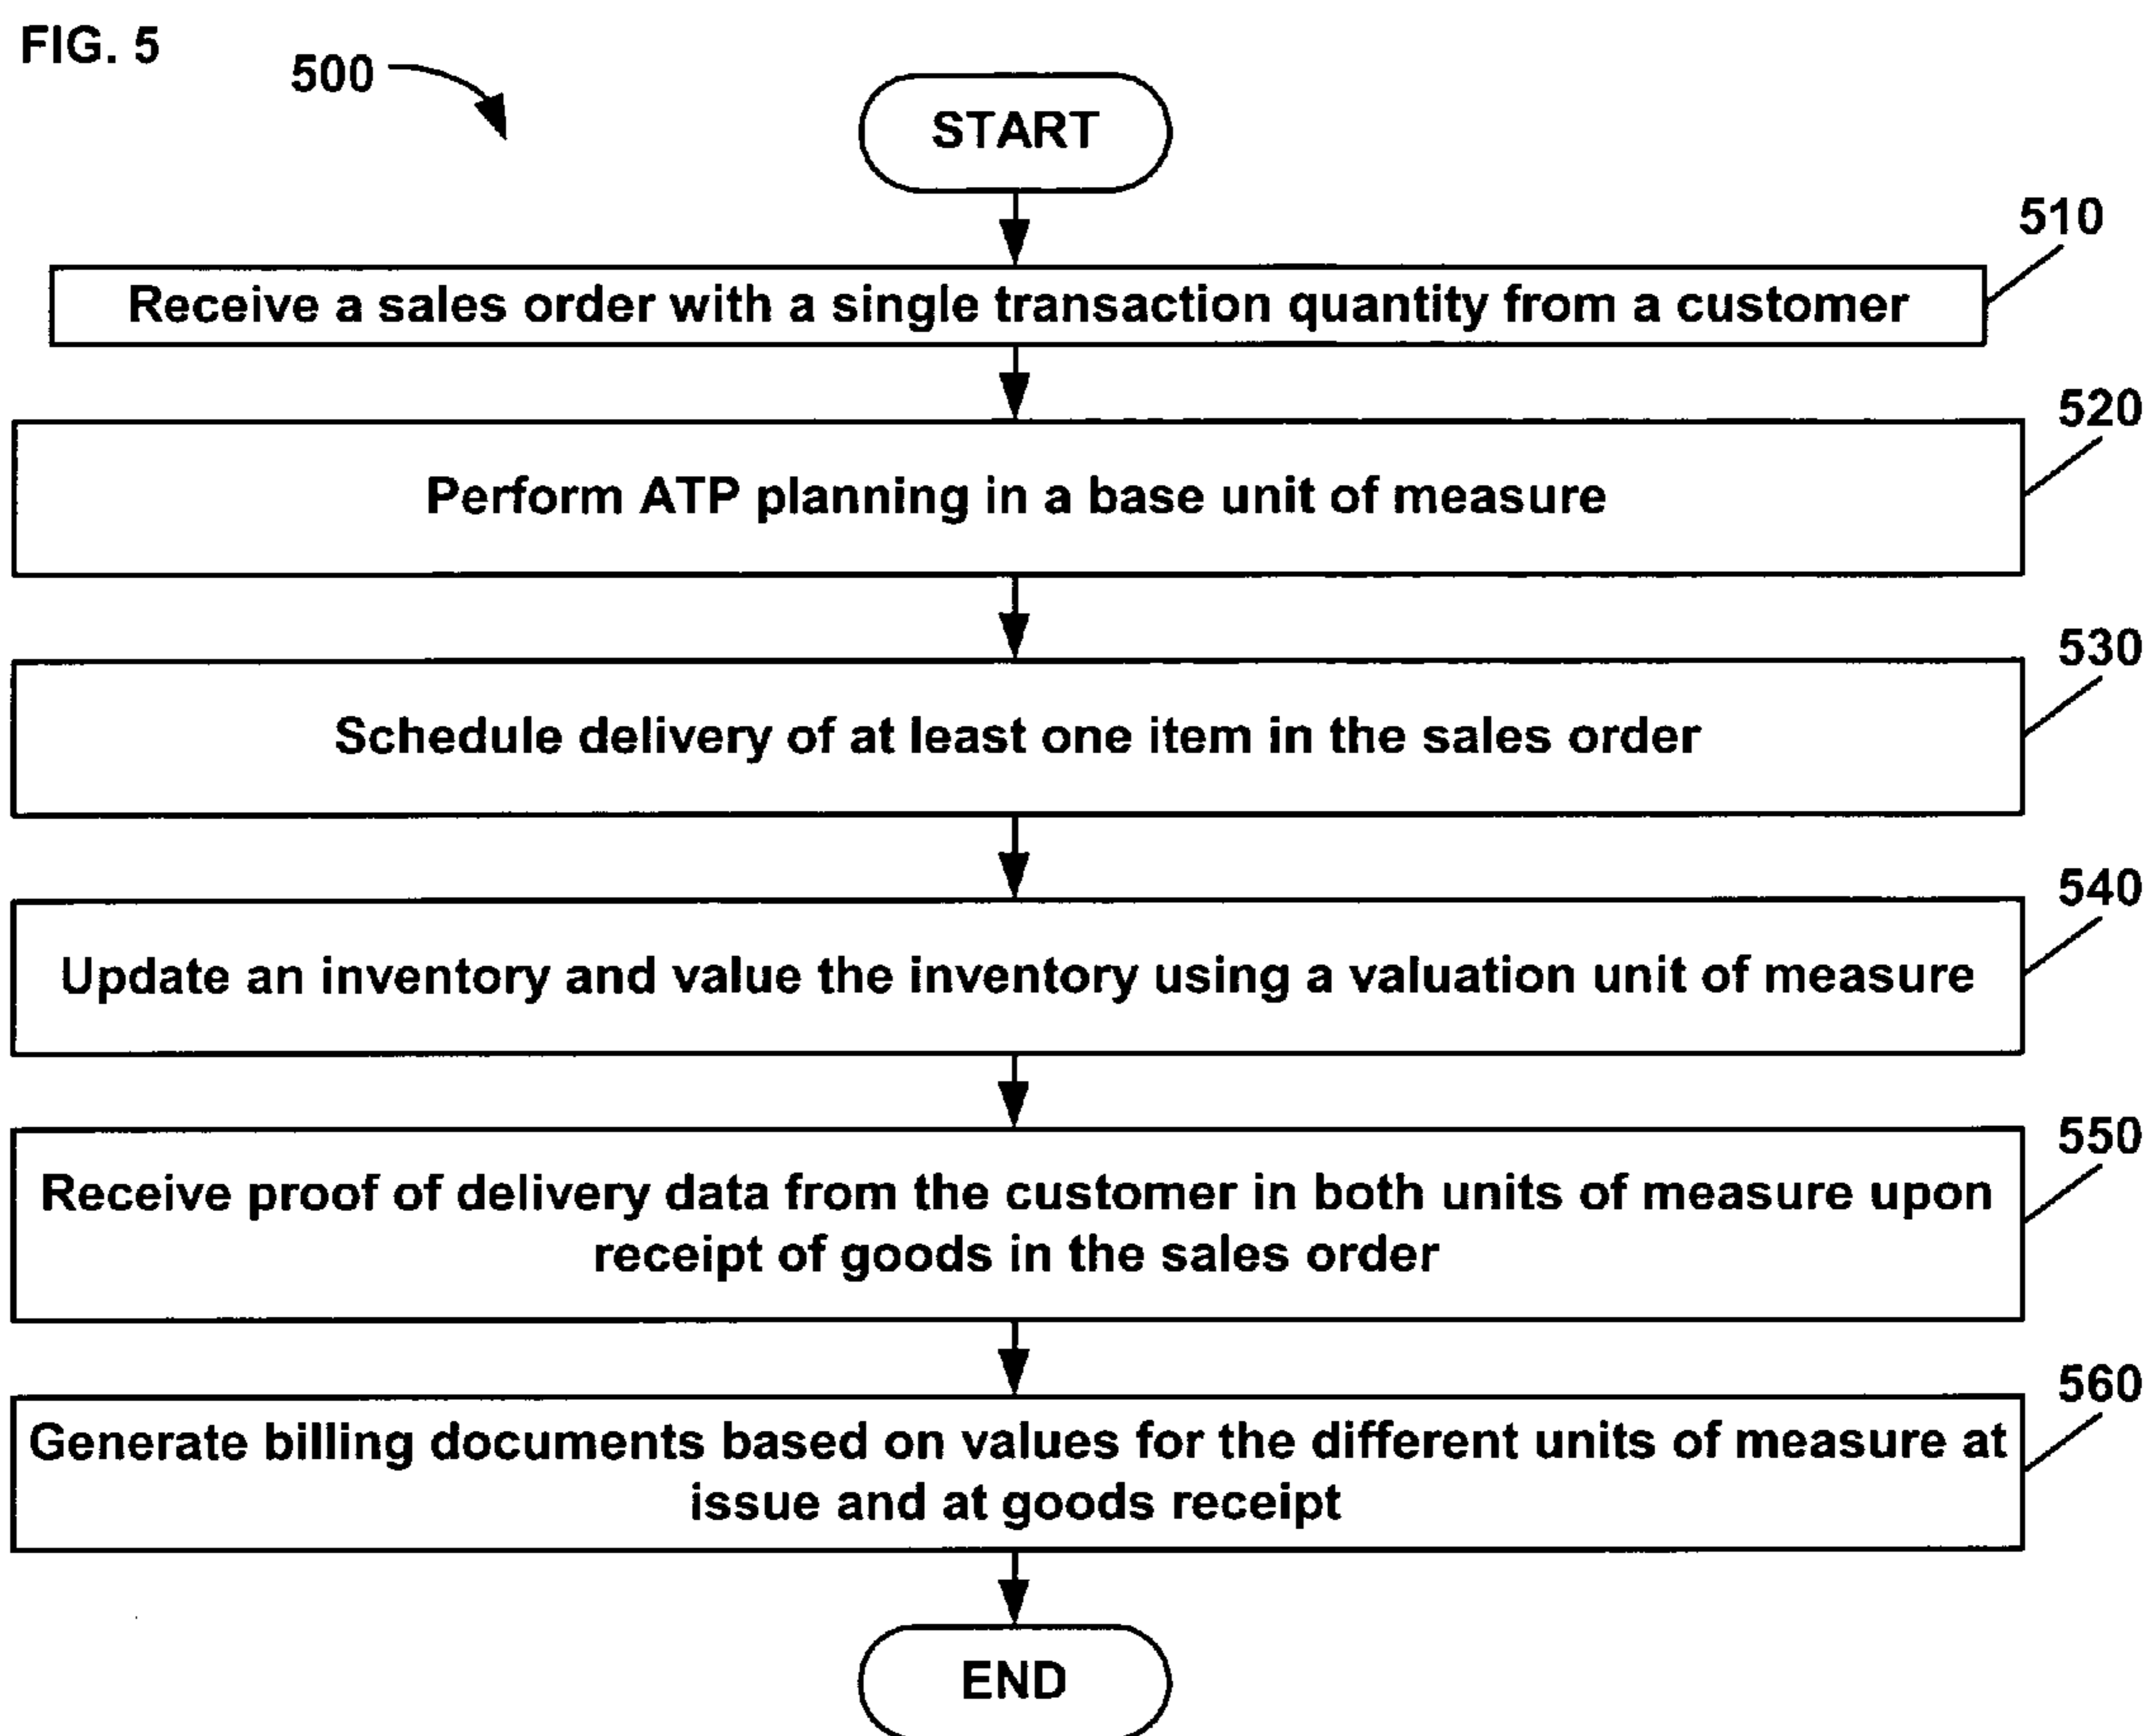 FIG. 5
500
START
510
Receive a sales order with a single transaction quantity from a customer
520
Perform ATP planning in a base unit of measure
530
Schedule delivery of at least one item in the sales order
540
Update an inventory and value the inventory using a valuation unit of measure
550
Receive proof of delivery data from the customer in both units of measure upon
receipt of goods in the sales order
560
Generate billing documents based on values for the different units of measure at
issue and at goods receipt
END